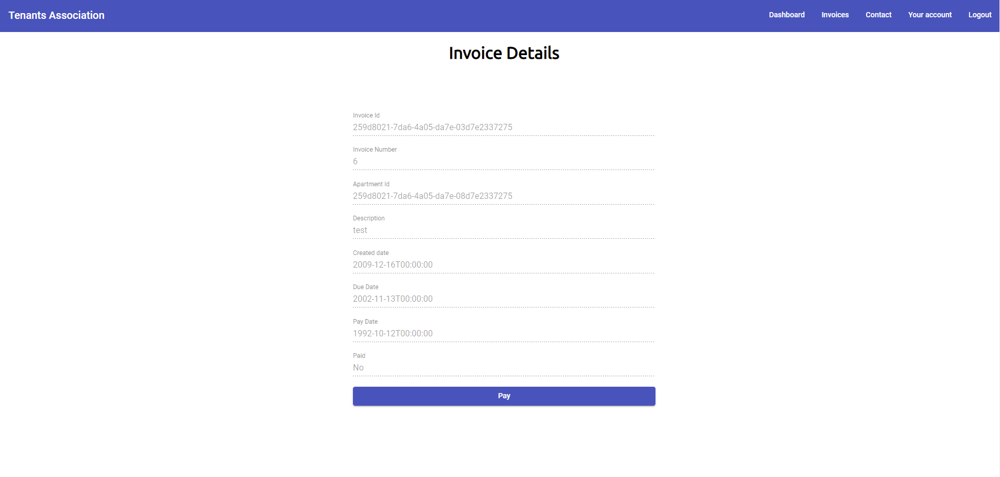 Tenants Association
Dashboard Invoices Contact Your account Logout
Invoice Details
Invoice Id
259d8021-7da6-4a05-da7e-03d7e2337275
Invoice Number
6
Apartment Id
259d8021-7da6-4a05-da7e-08d7e2337275
Description
test
Created date
2009-12-16T00:00:00
Due Date
2002-11-13T00:00:00
Pay Date
1992-10-12T00:00:00
Paid
No
Pay